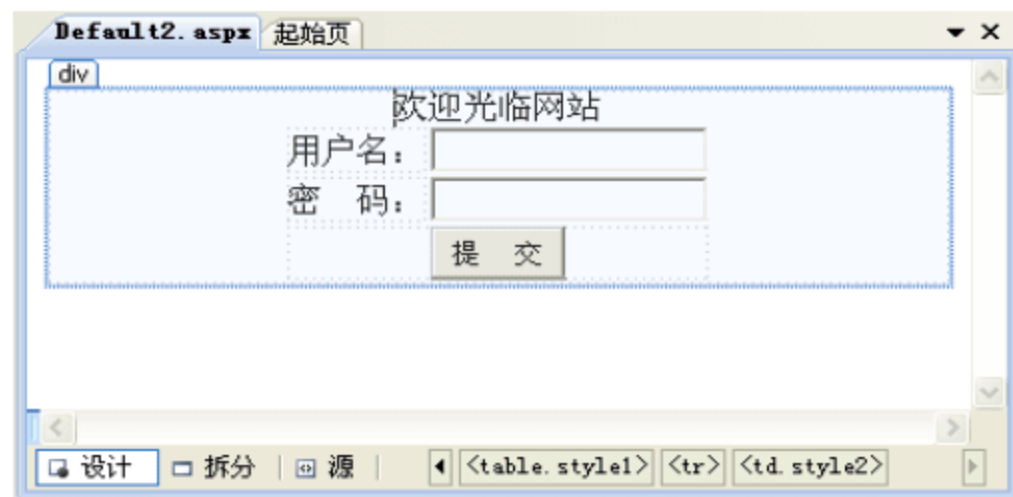 Default2.aspx 起始页
div
欢迎光临网站
用户名：
密 码：
提 交
设计 拆分 源 <table.style1> <tr> <td.style2>